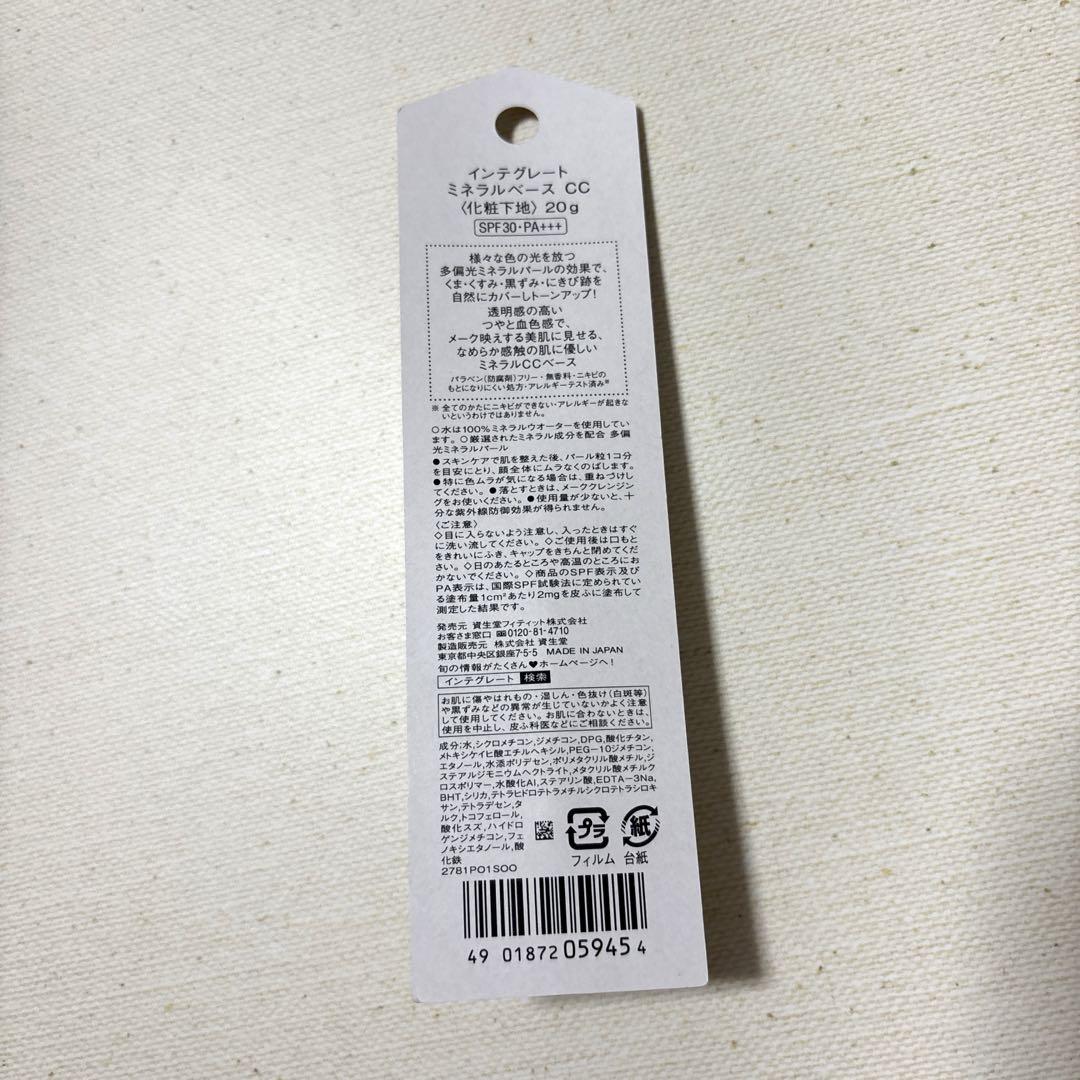 インテグレート
ミネラルベース CC
〈化粧下地〉20g
SPF30・PA+++
様々な色の光を放つ
多偏光ミネラルパールの効果で、
くま・くすみ・黒ずみ・にきび跡を
自然にカバーしトーンアップ!
透明感の高い
つやと血色感で、
メーク映えする美肌に見せる、
なめらか感触の肌に優しい
ミネラルCCベース
パラベン(防腐剤)フリー・無香料・ニキビの
もとになりにくい処方・アレルギーテスト済み※
※ 全てのかたにニキビができない・アレルギーが起きな
いというわけではありません。
○水は100%ミネラルウオーターを使用してい
ます。○厳選されたミネラル成分を配合 多偏
光ミネラルパール
●スキンケアで肌を整えた後、パール粒1コ分
を目安にとり、顔全体にムラなくのばします。
●特に色ムラが気になる場合は、重ねづけし
てください。●落とすときは、メーククレンジン
グをお使いください。●使用量が少ないと、十
分な紫外線防御効果が得られません。
〈ご注意〉
◇目に入らないよう注意し、入ったときはすぐ
に洗い流してください。◇ご使用後は口もと
をきれいにふき、キャップをきちんと閉めてくだ
さい。◇日のあたるところや高温のところにお
かないでください。◇商品のSPF表示及び
PA表示は、国際SPF試験法に定められてい
る塗布量1cm²あたり2mgを皮ふに塗布して
測定した結果です。
発売元 資生堂フィティット株式会社
お客さま窓口 0120-81-4710
製造販売元 株式会社 資生堂
東京都中央区銀座7-5-5 MADE IN JAPAN
旬の情報がたくさん♥ホームページへ!
インテグレート 検索
お肌に傷やはれもの・湿しん・色抜け(白斑等)
や黒ずみなどの異常が生じていないかよく注意
して使用してください。お肌に合わないときは、
使用を中止し、皮ふ科医などにご相談ください。
成分:水,シクロメチコン,ジメチコン,DPG,酸化チタン,
メトキシケイヒ酸エチルヘキシル,PEG-10ジメチコン,
エタノール,水添ポリデセン,ポリメタクリル酸メチル,ジ
ステアルジモニウムヘクトライト,メタクリル酸メチルク
ロスポリマー,水酸化Al,ステアリン酸,EDTA-3Na,
BHT,シリカ,テトラヒドロテトラメチルシクロテトラシロキ
サン,テトラデセン,タ
ルク,トコフェロール,
酸化スズ,ハイドロ
ゲンジメチコン,フェ
ノキシエタノール,酸
化鉄
2781P01S00
プラ 紙
フィルム 台紙
49 01872 05945 4